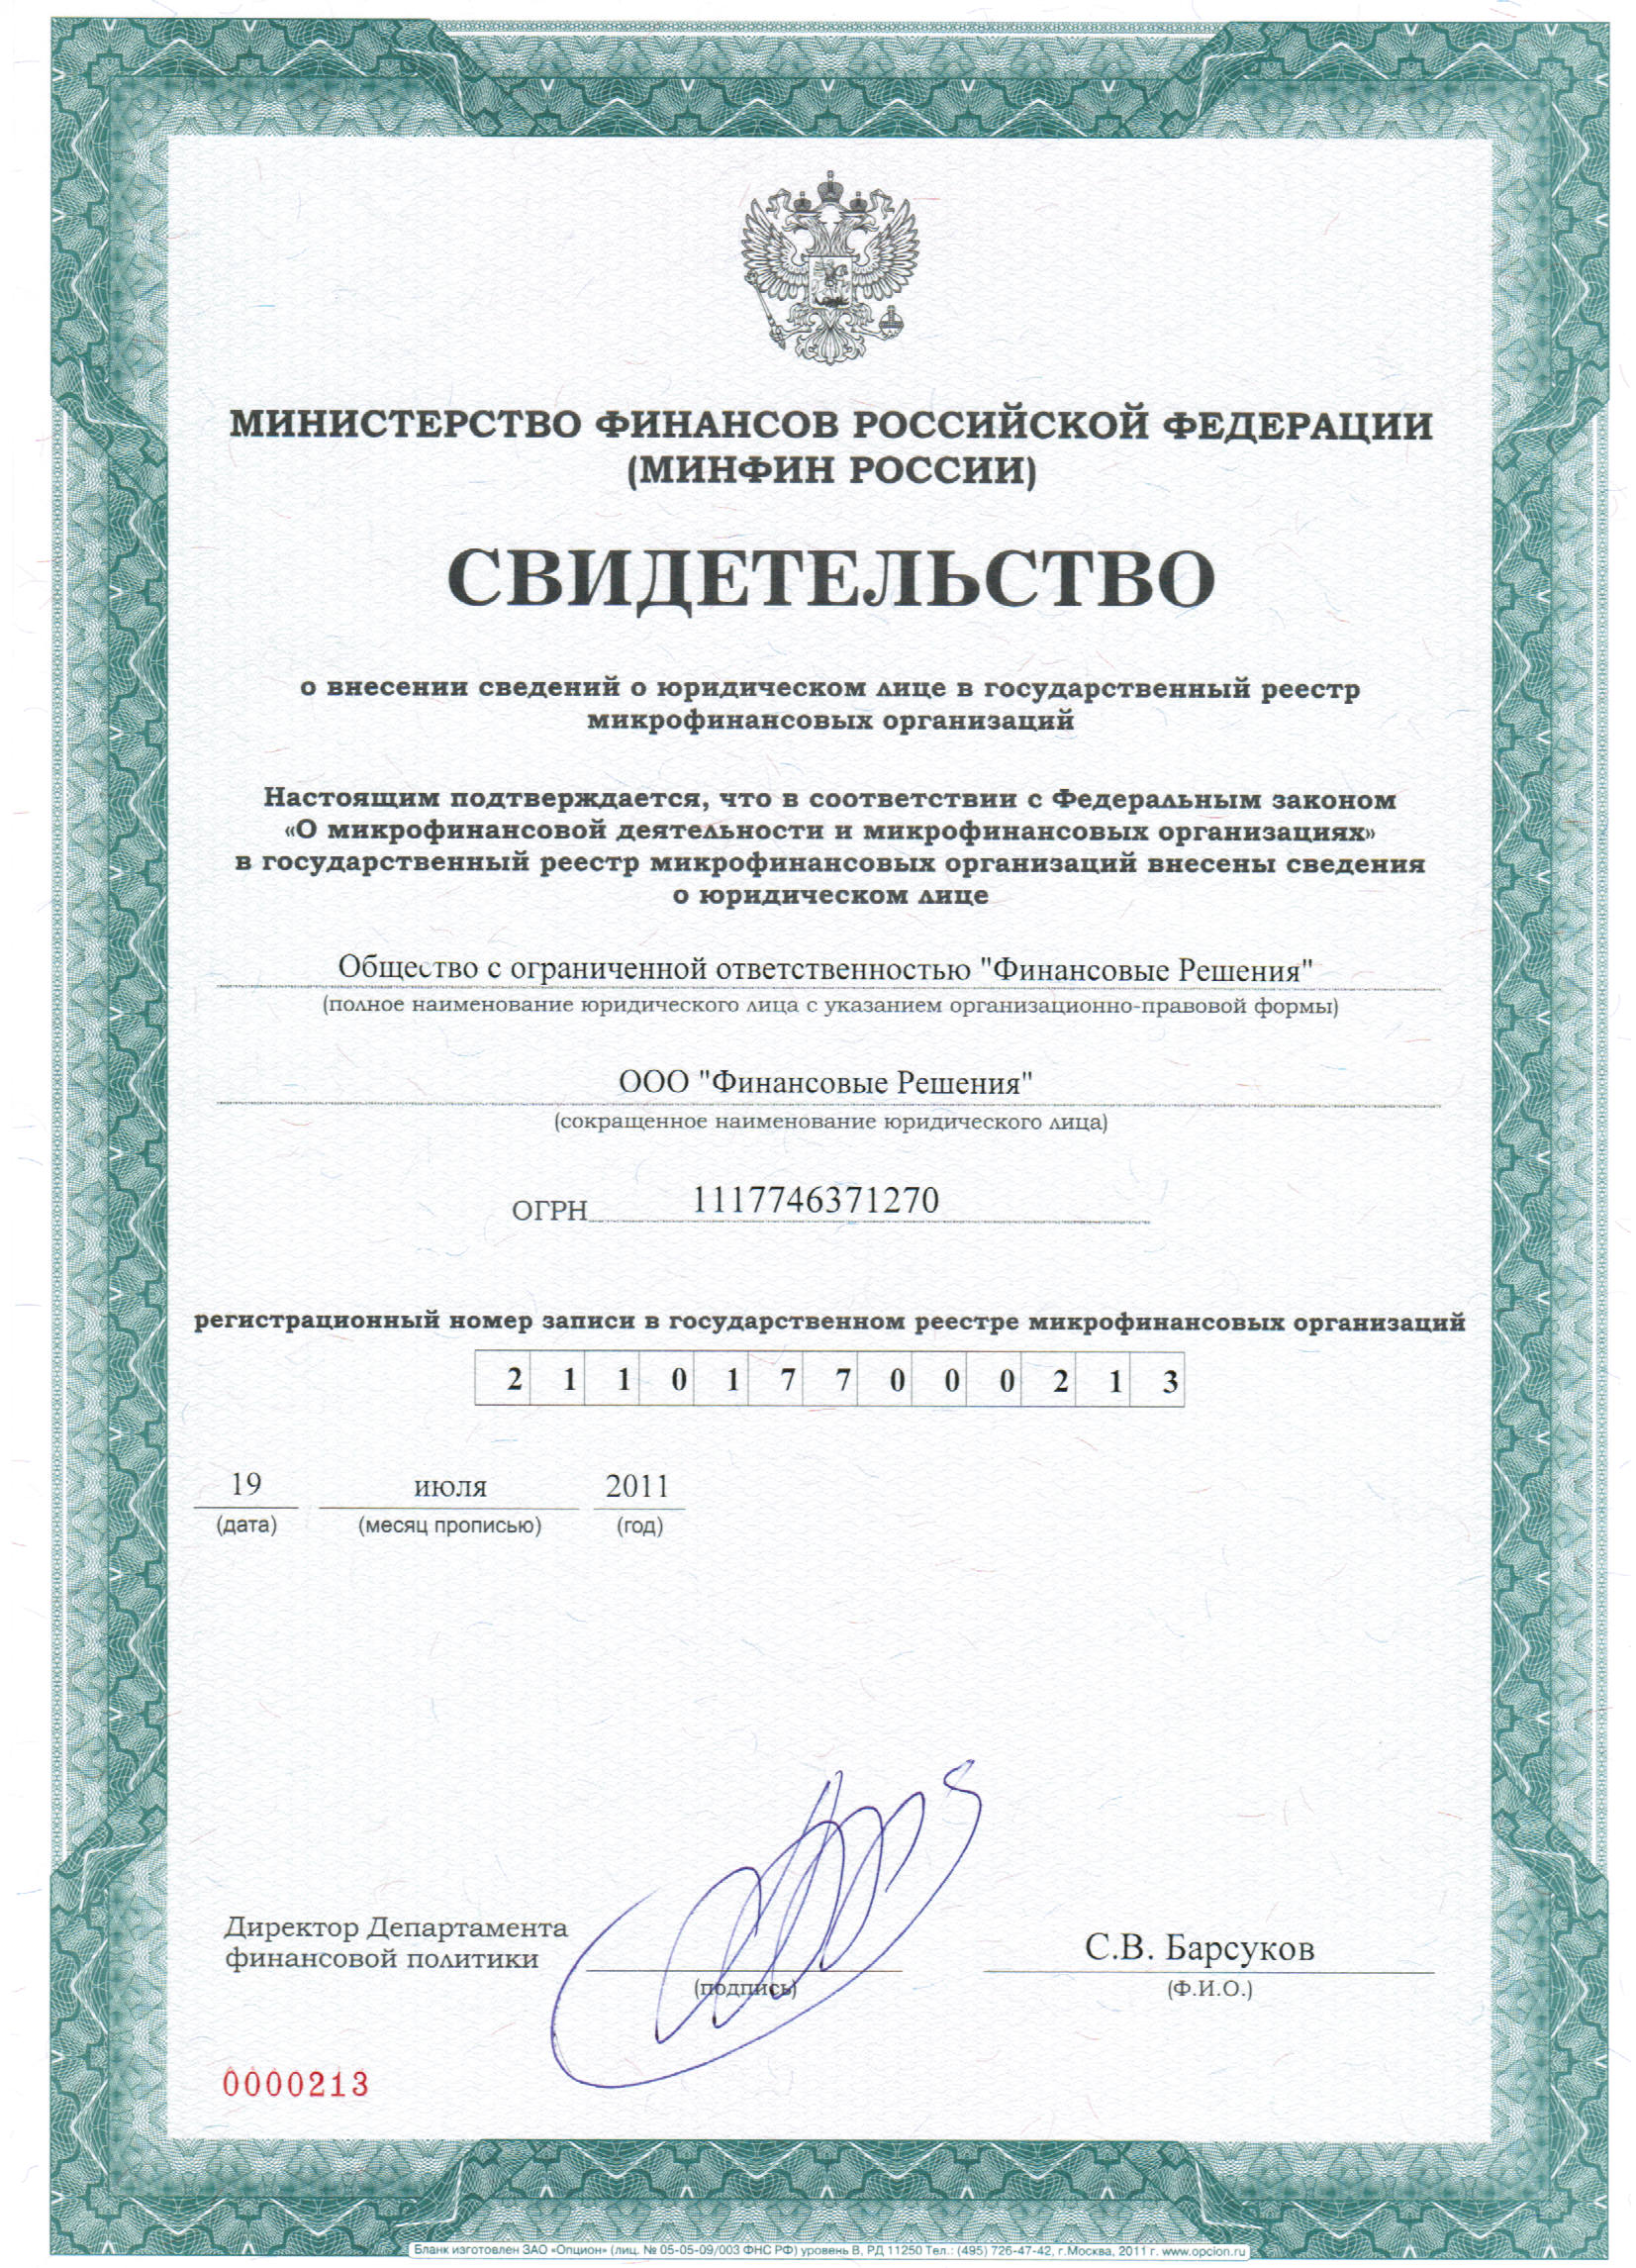 МИНИСТЕРСТВО ФИНАНСОВ РОССИЙСКОЙ ФЕДЕРАЦИИ
(МИНФИН РОССИИ)
СВИДЕТЕЛЬСТВО
о внесении сведений о юридическом лице в государственный реестр
микрофинансовых организаций
Настоящим подтверждается, что в соответствии с Федеральным законом
«О микрофинансовой деятельности и микрофинансовых организациях»
в государственный реестр микрофинансовых организаций внесены сведения
о юридическом лице
Общество с ограниченной ответственностью "Финансовые Решения"
(полное наименование юридического лица с указанием организационно-правовой формы)
ООО "Финансовые Решения"
(сокращенное наименование юридического лица)
ОГРН 1117746371270
регистрационный номер записи в государственном реестре микрофинансовых организаций
2 1 1 0 1 7 7 0 0 0 2 1 3
19 июля 2011
(дата) (месяц прописью) (год)
Директор Департамента
финансовой политики
С.В. Барсуков
(подпись) (Ф.И.О.)
0000213
Бланк изготовлен ЗАО «Опцион» (лиц. № 05-05-09/003 ФНС РФ) уровень В, РД 11250 Тел.: (495) 726-47-42, г.Москва, 2011 г. www.opcion.ru